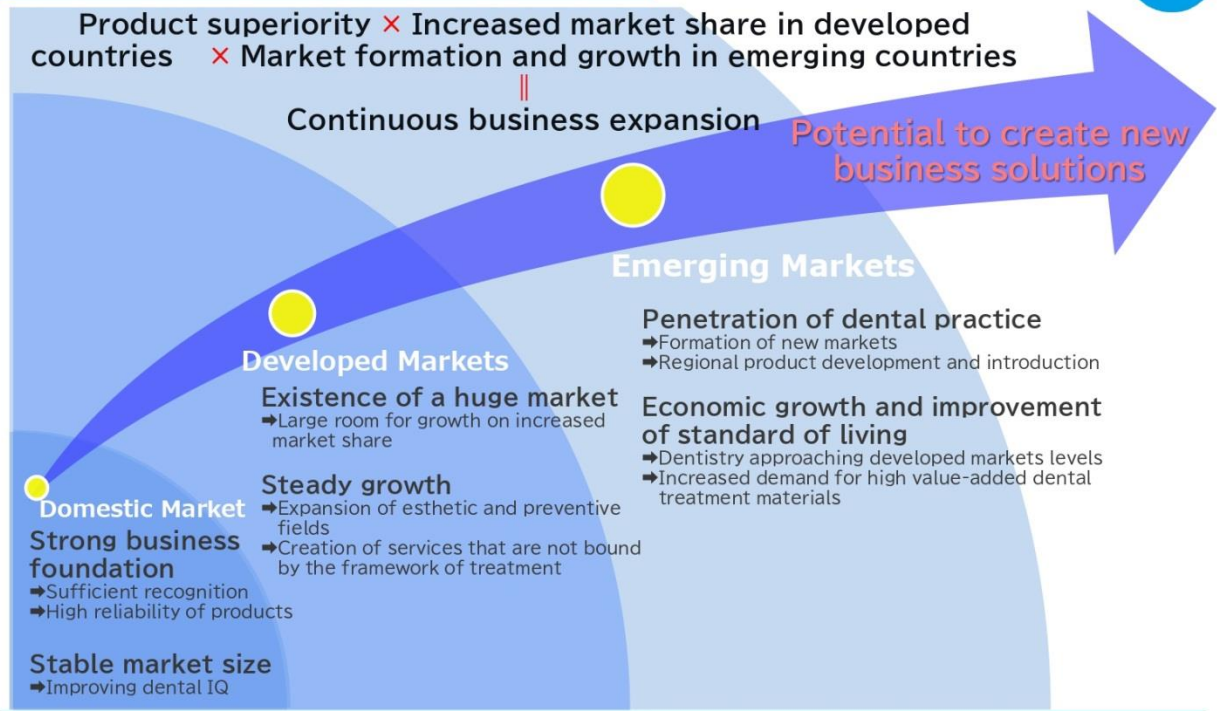 Product superiority × Increased market share in developed
countries × Market formation and growth in emerging countries
||
Continuous business expansion
Potential to create new
business solutions
Emerging Markets
Penetration of dental practice
➡Formation of new markets
➡Regional product development and introduction
Economic growth and improvement
of standard of living
➡Dentistry approaching developed markets levels
➡Increased demand for high value-added dental
treatment materials
Developed Markets
Existence of a huge market
➡Large room for growth on increased
market share
Steady growth
➡Expansion of esthetic and preventive
fields
➡Creation of services that are not bound
by the framework of treatment
Domestic Market
Strong business
foundation
➡Sufficient recognition
➡High reliability of products
Stable market size
➡Improving dental IQ